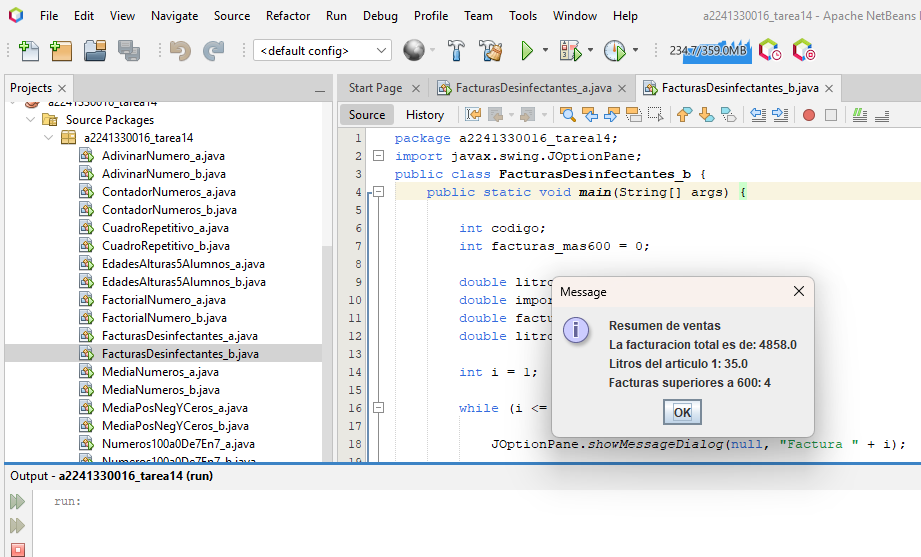 File Edit View Navigate Source Refactor Run Debug Profile Team Tools Window Help a2241330016_tarea14 - Apache NetBeans
<default config> 234.7/359.0MB
Projects
Start Page FacturasDesinfectantes_a.java FacturasDesinfectantes_b.java
Source History
a2241330016_tarea14
Source Packages
a2241330016_tarea14
AdivinarNumero_a.java
AdivinarNumero_b.java
ContadorNumeros_a.java
ContadorNumeros_b.java
CuadroRepetitivo_a.java
CuadroRepetitivo_b.java
EdadesAlturas5Alumnos_a.java
EdadesAlturas5Alumnos_b.java
FactorialNumero_a.java
FactorialNumero_b.java
FacturasDesinfectantes_a.java
FacturasDesinfectantes_b.java
MediaNumeros_a.java
MediaNumeros_b.java
MediaPosNegYCeros_a.java
MediaPosNegYCeros_b.java
Numeros100a0De7En7_a.java
Numeros100a0De7En7_b.java
1 package a2241330016_tarea14;
2 import javax.swing.JOptionPane;
3 public class FacturasDesinfectantes_b {
4 public static void main(String[] args) {
5
6 int codigo;
7 int facturas_mas600 = 0;
8
9 double litro
10 double impor
11 double factu
12 double litro
13
14 int i = 1;
15
16 while (i <=
17
18 JOptionPane.showMessageDialog(null, "Factura " + i);
19
Message
Resumen de ventas
La facturacion total es de: 4858.0
Litros del articulo 1: 35.0
Facturas superiores a 600: 4
OK
Output - a2241330016_tarea14 (run)
run: